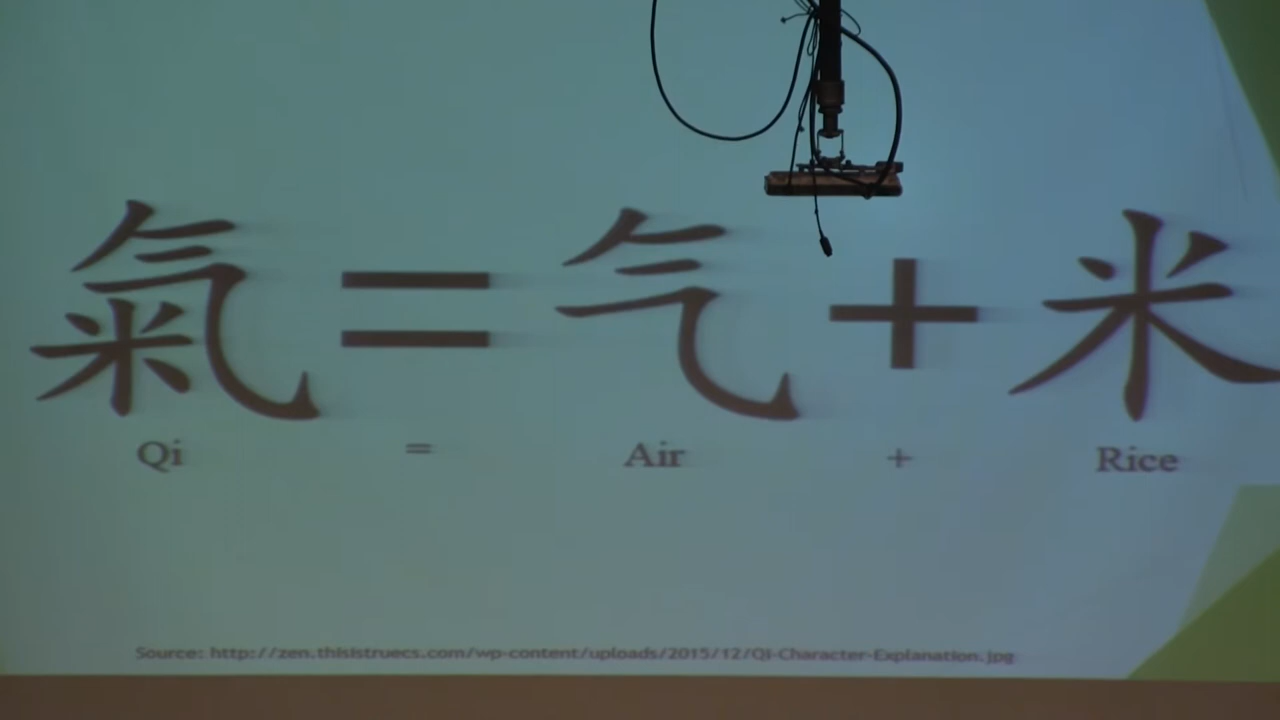 氣 = 气 + 米
Qi = Air + Rice
Source: http://zen.thisistruecs.com/wp-content/uploads/2015/12/Qi-Character-Explanation.jpg